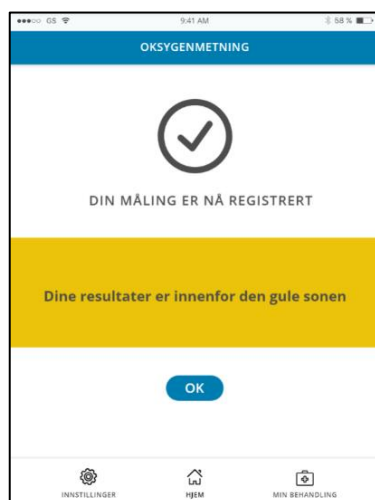 GS 9:41 AM 58 %
OKSYGENMETNING
DIN MÅLING ER NÅ REGISTRERT
Dine resultater er innenfor den gule sonen
OK
INNSTILLINGER HJEM MIN BEHANDLING